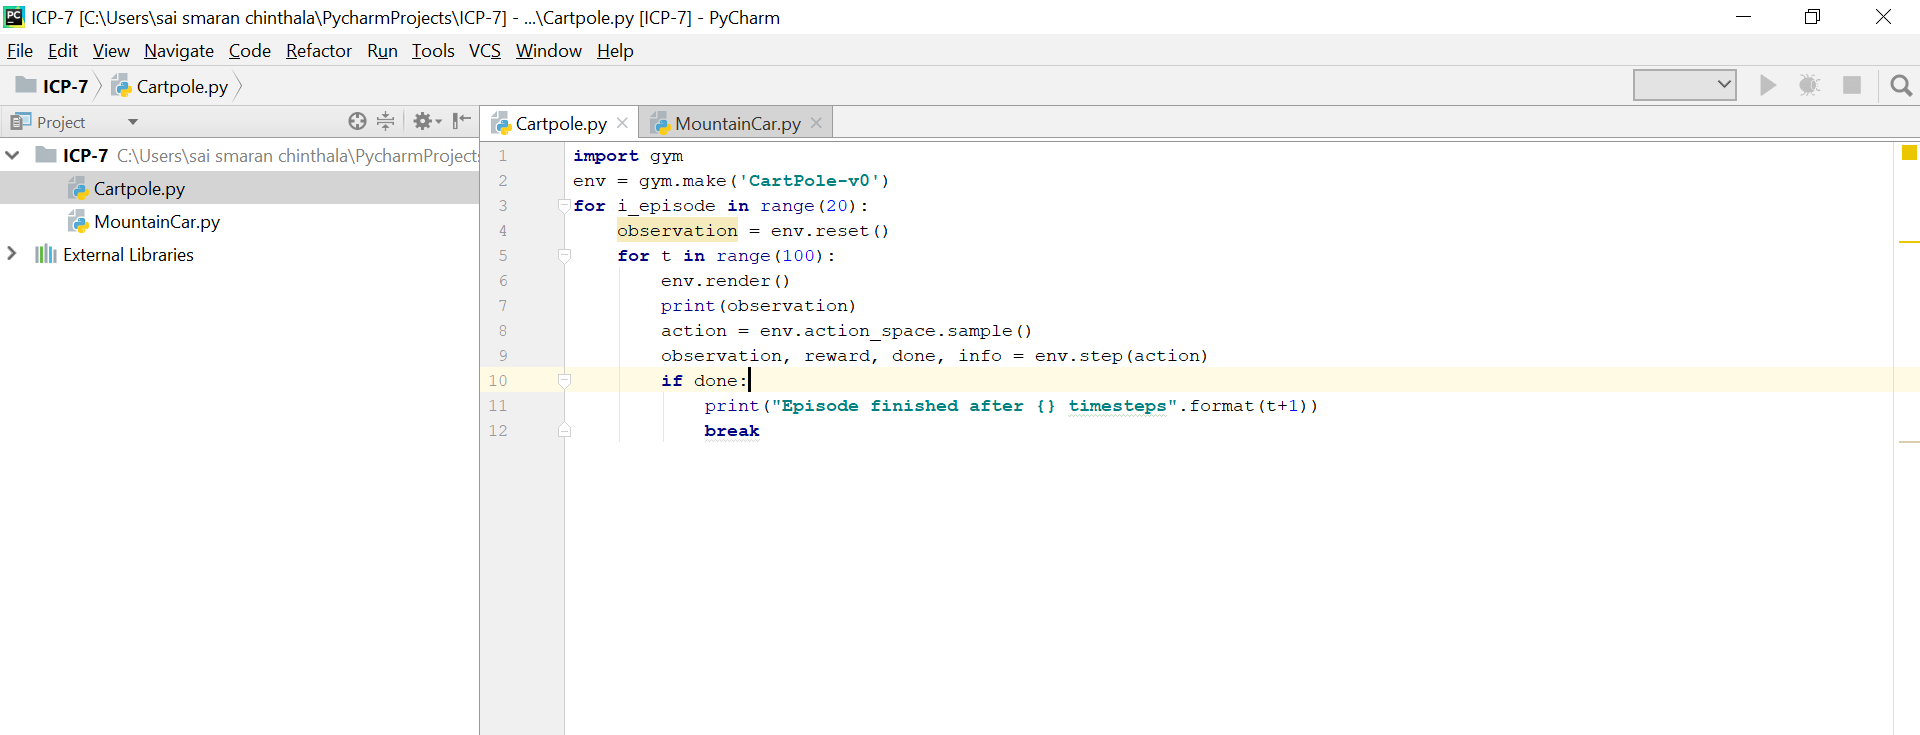 PC ICP-7 [C:\Users\sai smaran chinthala\PycharmProjects\ICP-7] - ...\Cartpole.py [ICP-7] - PyCharm
File Edit View Navigate Code Refactor Run Tools VCS Window Help
ICP-7 Cartpole.py
Project
Cartpole.py MountainCar.py
ICP-7 C:\Users\sai smaran chinthala\PycharmProjects
Cartpole.py
MountainCar.py
External Libraries
1 import gym
2 env = gym.make('CartPole-v0')
3 for i_episode in range(20):
4     observation = env.reset()
5     for t in range(100):
6         env.render()
7         print(observation)
8         action = env.action_space.sample()
9         observation, reward, done, info = env.step(action)
10         if done:
11             print("Episode finished after {} timesteps".format(t+1))
12             break